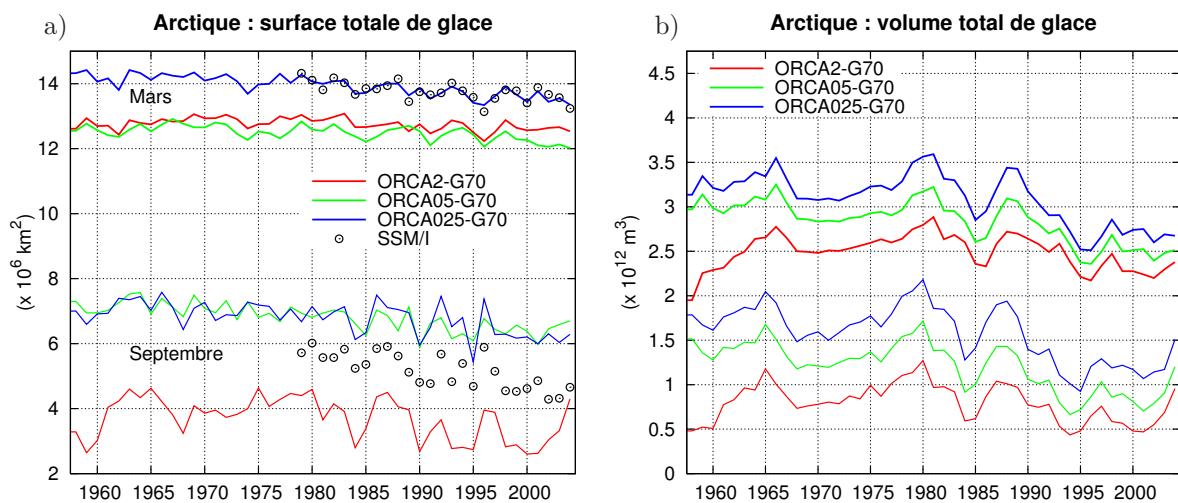 a)
Arctique : surface totale de glace
(x 10⁶ km²)
14
12
10
8
6
4
2
Mars
ORCA2-G70
ORCA05-G70
ORCA025-G70
SSM/I
Septembre
1960 1965 1970 1975 1980 1985 1990 1995 2000
b)
Arctique : volume total de glace
(x 10¹² m³)
4.5
4
3.5
3
2.5
2
1.5
1
0.5
0
ORCA2-G70
ORCA05-G70
ORCA025-G70
1960 1965 1970 1975 1980 1985 1990 1995 2000